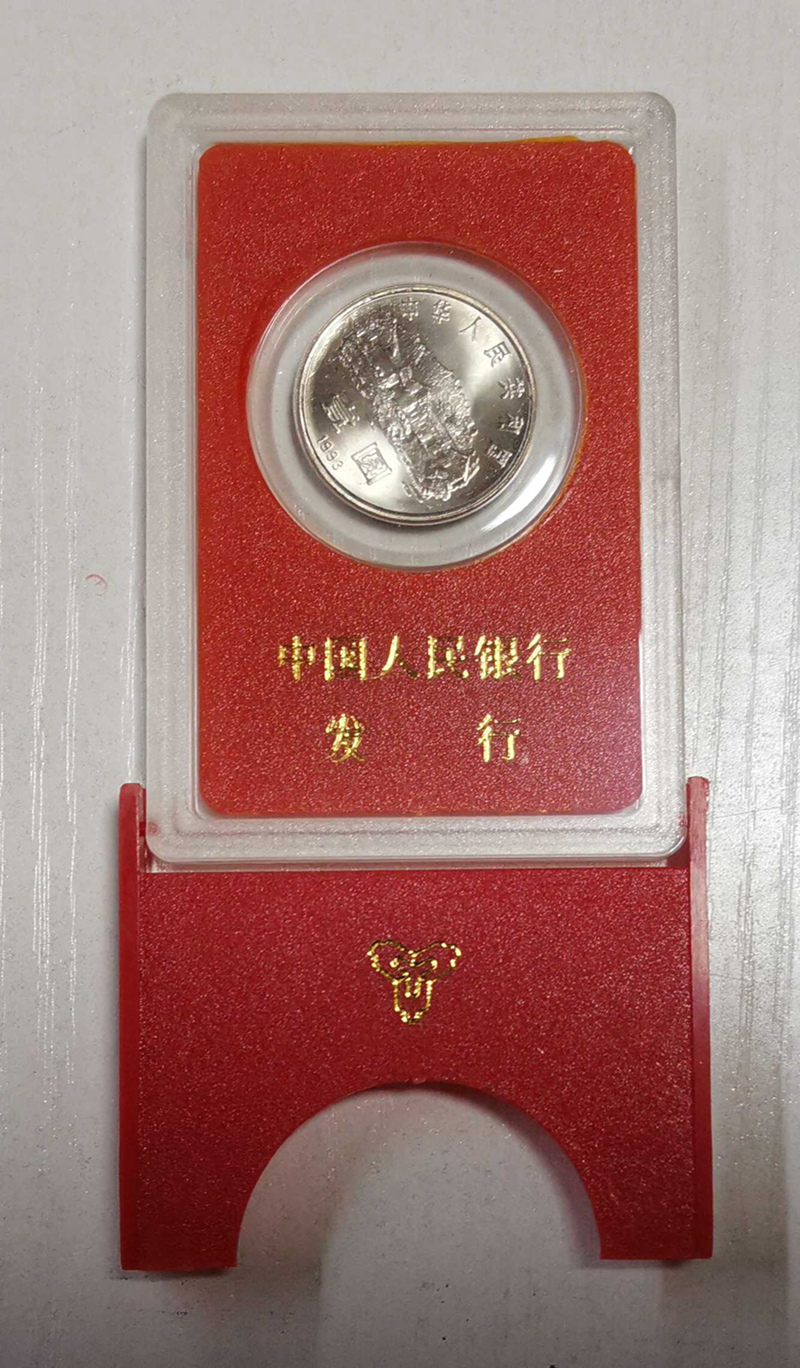 中华人民共和国
壹圆
1993
中国人民银行
发 行